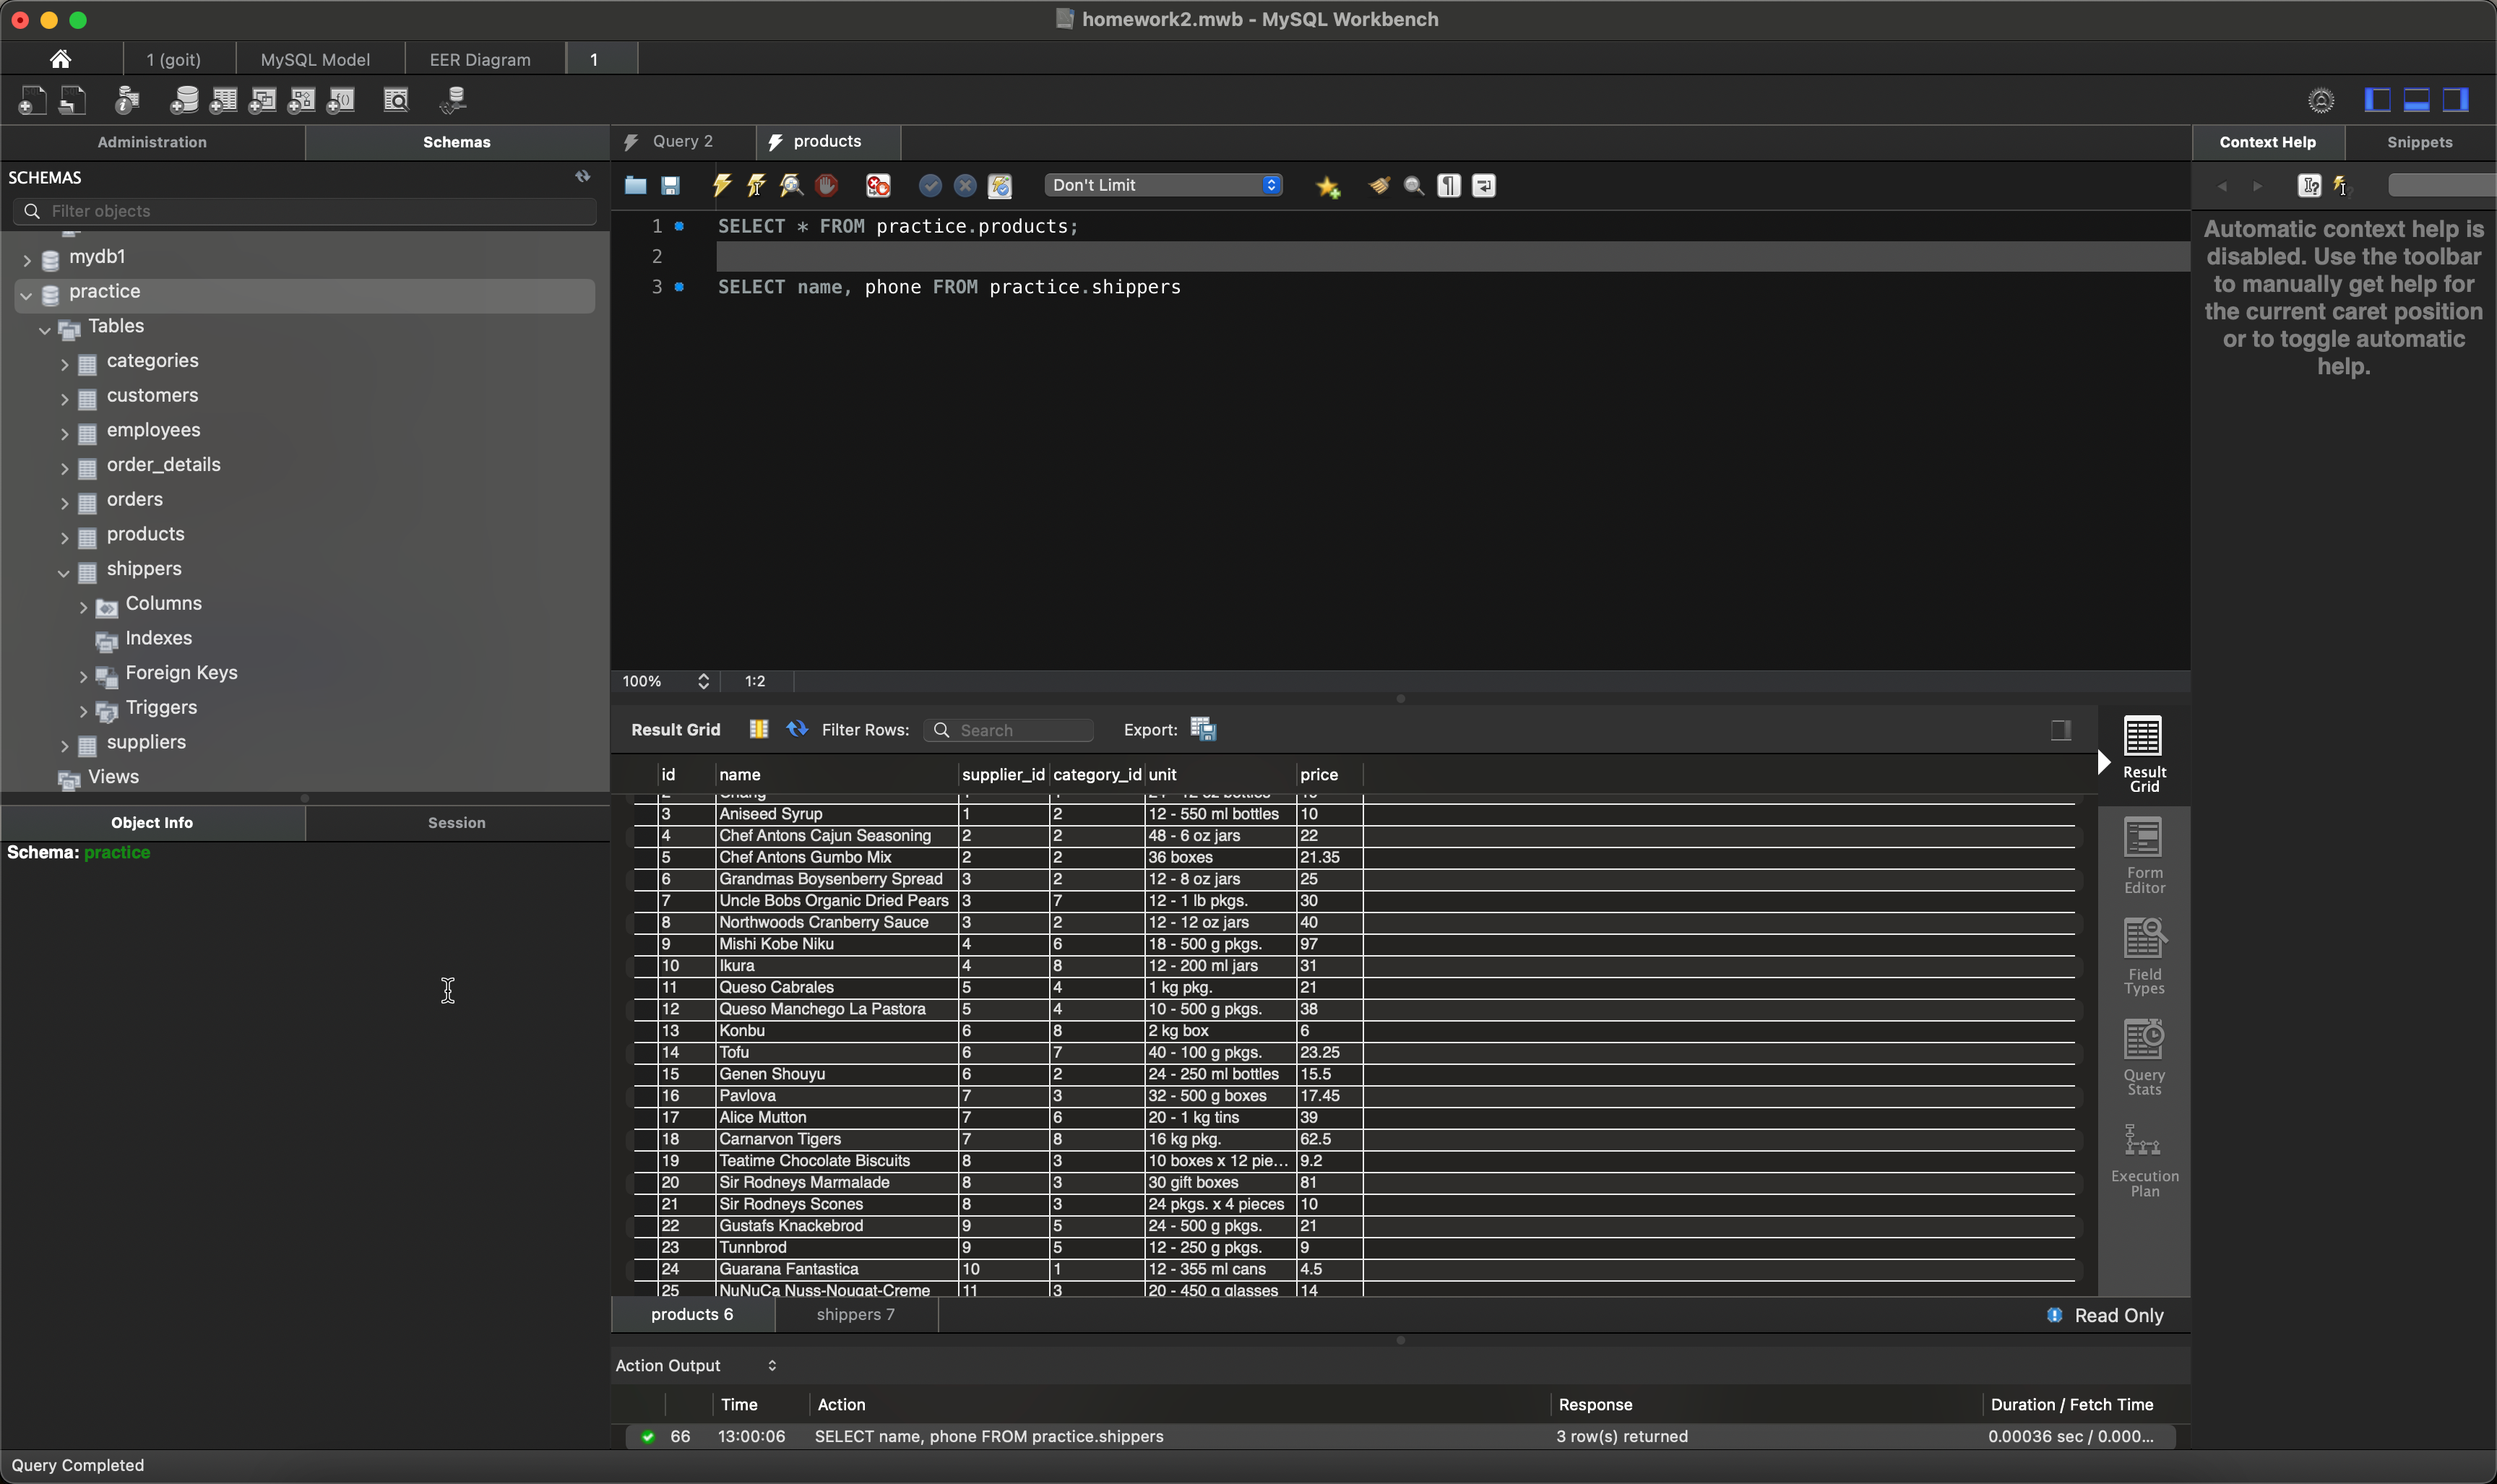 homework2.mwb - MySQL Workbench
1 (goit) MySQL Model EER Diagram 1
Administration Schemas
SCHEMAS
Filter objects
mydb1
practice
Tables
categories
customers
employees
order_details
orders
products
shippers
Columns
Indexes
Foreign Keys
Triggers
suppliers
Views
Object Info Session
Schema: practice
Query 2 products
Don't Limit
1 SELECT * FROM practice.products;
2
3 SELECT name, phone FROM practice.shippers
100% 1:2
Result Grid Filter Rows: Search Export:
id name supplier_id category_id unit price
3 Aniseed Syrup 1 2 12 - 550 ml bottles 10
4 Chef Antons Cajun Seasoning 2 2 48 - 6 oz jars 22
5 Chef Antons Gumbo Mix 2 2 36 boxes 21.35
6 Grandmas Boysenberry Spread 3 2 12 - 8 oz jars 25
7 Uncle Bobs Organic Dried Pears 3 7 12 - 1 lb pkgs. 30
8 Northwoods Cranberry Sauce 3 2 12 - 12 oz jars 40
9 Mishi Kobe Niku 4 6 18 - 500 g pkgs. 97
10 Ikura 4 8 12 - 200 ml jars 31
11 Queso Cabrales 5 4 1 kg pkg. 21
12 Queso Manchego La Pastora 5 4 10 - 500 g pkgs. 38
13 Konbu 6 8 2 kg box 6
14 Tofu 6 7 40 - 100 g pkgs. 23.25
15 Genen Shouyu 6 2 24 - 250 ml bottles 15.5
16 Pavlova 7 3 32 - 500 g boxes 17.45
17 Alice Mutton 7 6 20 - 1 kg tins 39
18 Carnarvon Tigers 7 8 16 kg pkg. 62.5
19 Teatime Chocolate Biscuits 8 3 10 boxes x 12 pie... 9.2
20 Sir Rodneys Marmalade 8 3 30 gift boxes 81
21 Sir Rodneys Scones 8 3 24 pkgs. x 4 pieces 10
22 Gustafs Knackebrod 9 5 24 - 500 g pkgs. 21
23 Tunnbrod 9 5 12 - 250 g pkgs. 9
24 Guarana Fantastica 10 1 12 - 355 ml cans 4.5
25 NuNuCa Nuss-Nougat-Creme 11 3 20 - 450 g glasses 14
Result
Grid
Form
Editor
Field
Types
Query
Stats
Execution
Plan
products 6 shippers 7 Read Only
Action Output
Time Action Response Duration / Fetch Time
66 13:00:06 SELECT name, phone FROM practice.shippers 3 row(s) returned 0.00036 sec / 0.000...
Context Help Snippets
Automatic context help is
disabled. Use the toolbar
to manually get help for
the current caret position
or to toggle automatic
help.
Query Completed